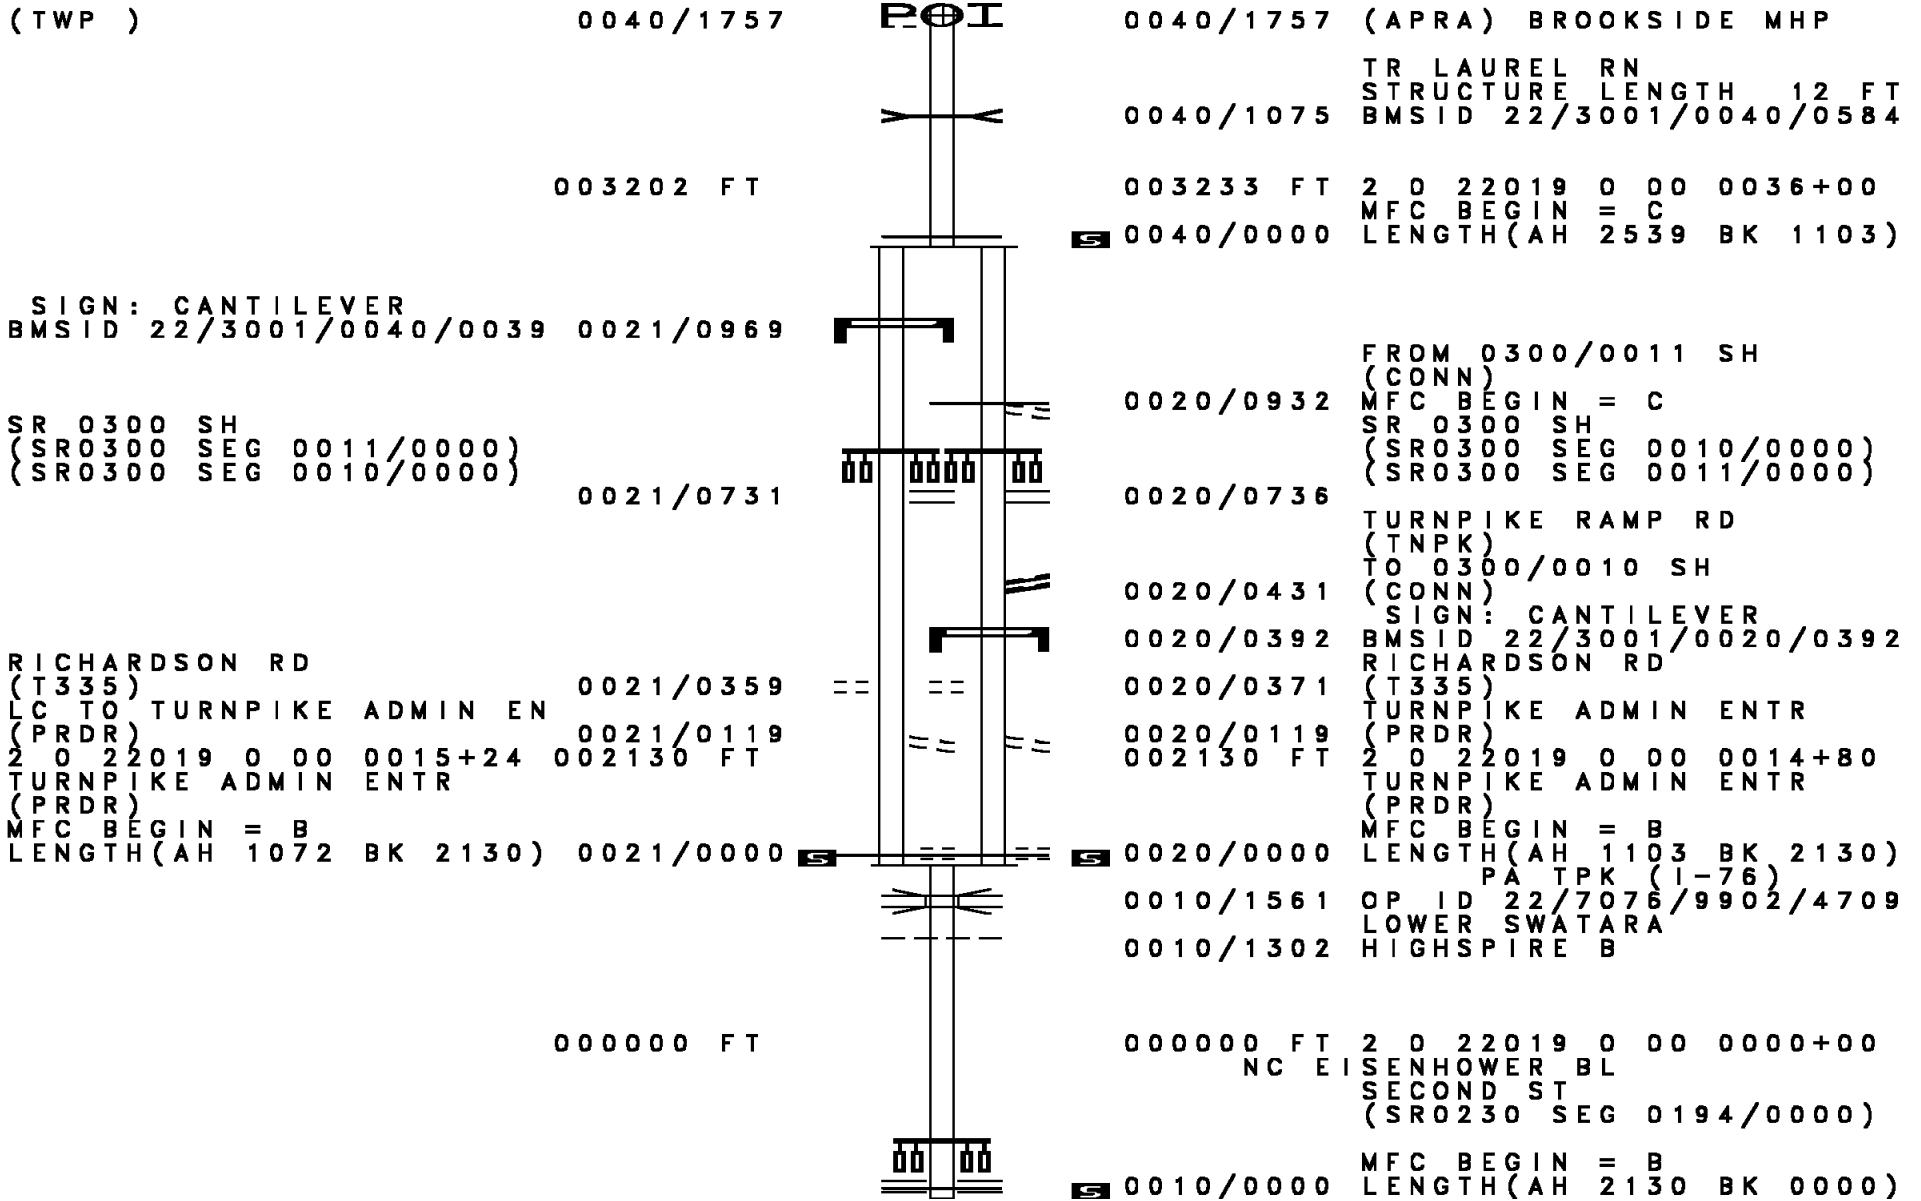 (TWP ) 0040/1757 POI 0040/1757 (APRA) BROOKSIDE MHP
TR LAUREL RN
STRUCTURE LENGTH 12 FT
0040/1075 BMSID 22/3001/0040/0584
003202 FT 003233 FT 2 0 22019 0 00 0036+00
MFC BEGIN = C
S 0040/0000 LENGTH(AH 2539 BK 1103)
SIGN: CANTILEVER
BMSID 22/3001/0040/0039 0021/0969
FROM 0300/0011 SH
(CONN)
0020/0932 MFC BEGIN = C
SR 0300 SH SR 0300 SH
(SR0300 SEG 0011/0000) (SR0300 SEG 0010/0000)
(SR0300 SEG 0010/0000) (SR0300 SEG 0011/0000)
0021/0731 0020/0736
TURNPIKE RAMP RD
(TNPK)
TO 0300/0010 SH
0020/0431 (CONN)
SIGN: CANTILEVER
0020/0392 BMSID 22/3001/0020/0392
RICHARDSON RD RICHARDSON RD
(T335) 0021/0359 0020/0371 (T335)
LC TO TURNPIKE ADMIN EN TURNPIKE ADMIN ENTR
(PRDR) 0021/0119 0020/0119 (PRDR)
2 0 22019 0 00 0015+24 002130 FT 002130 FT 2 0 22019 0 00 0014+80
TURNPIKE ADMIN ENTR TURNPIKE ADMIN ENTR
(PRDR) (PRDR)
MFC BEGIN = B MFC BEGIN = B
LENGTH(AH 1072 BK 2130) 0021/0000 S S 0020/0000 LENGTH(AH 1103 BK 2130)
PA TPK (I-76)
0010/1561 OP ID 22/7076/9902/4709
LOWER SWATARA
0010/1302 HIGHSPIRE B
000000 FT 000000 FT 2 0 22019 0 00 0000+00
NC EISENHOWER BL
SECOND ST
(SR0230 SEG 0194/0000)
MFC BEGIN = B
S 0010/0000 LENGTH(AH 2130 BK 0000)